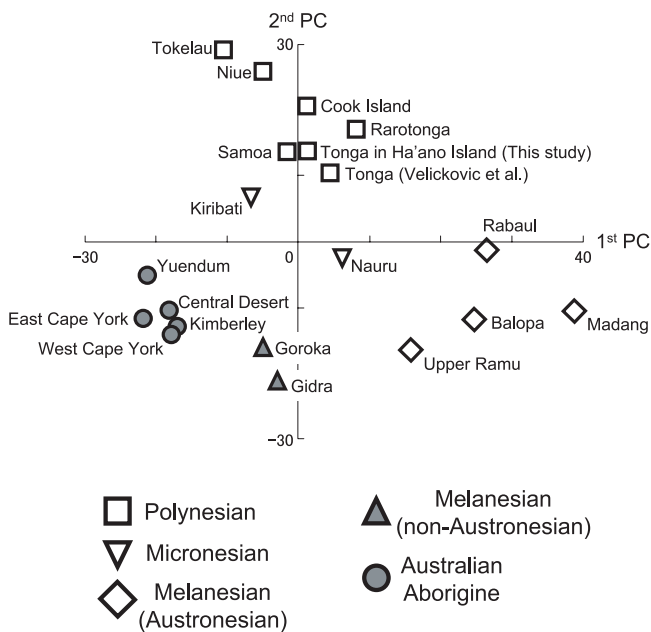 2nd PC
30
Tokelau
Niue
Cook Island
Rarotonga
Samoa
Tonga in Ha'ano Island (This study)
Tonga (Velickovic et al.)
Kiribati
Rabaul
−30
0
40
1st PC
Yuendum
Nauru
Central Desert
East Cape York
Kimberley
Balopa
Madang
West Cape York
Goroka
Upper Ramu
Gidra
−30
Polynesian
Micronesian
Melanesian
(Austronesian)
Melanesian
(non-Austronesian)
Australian
Aborigine